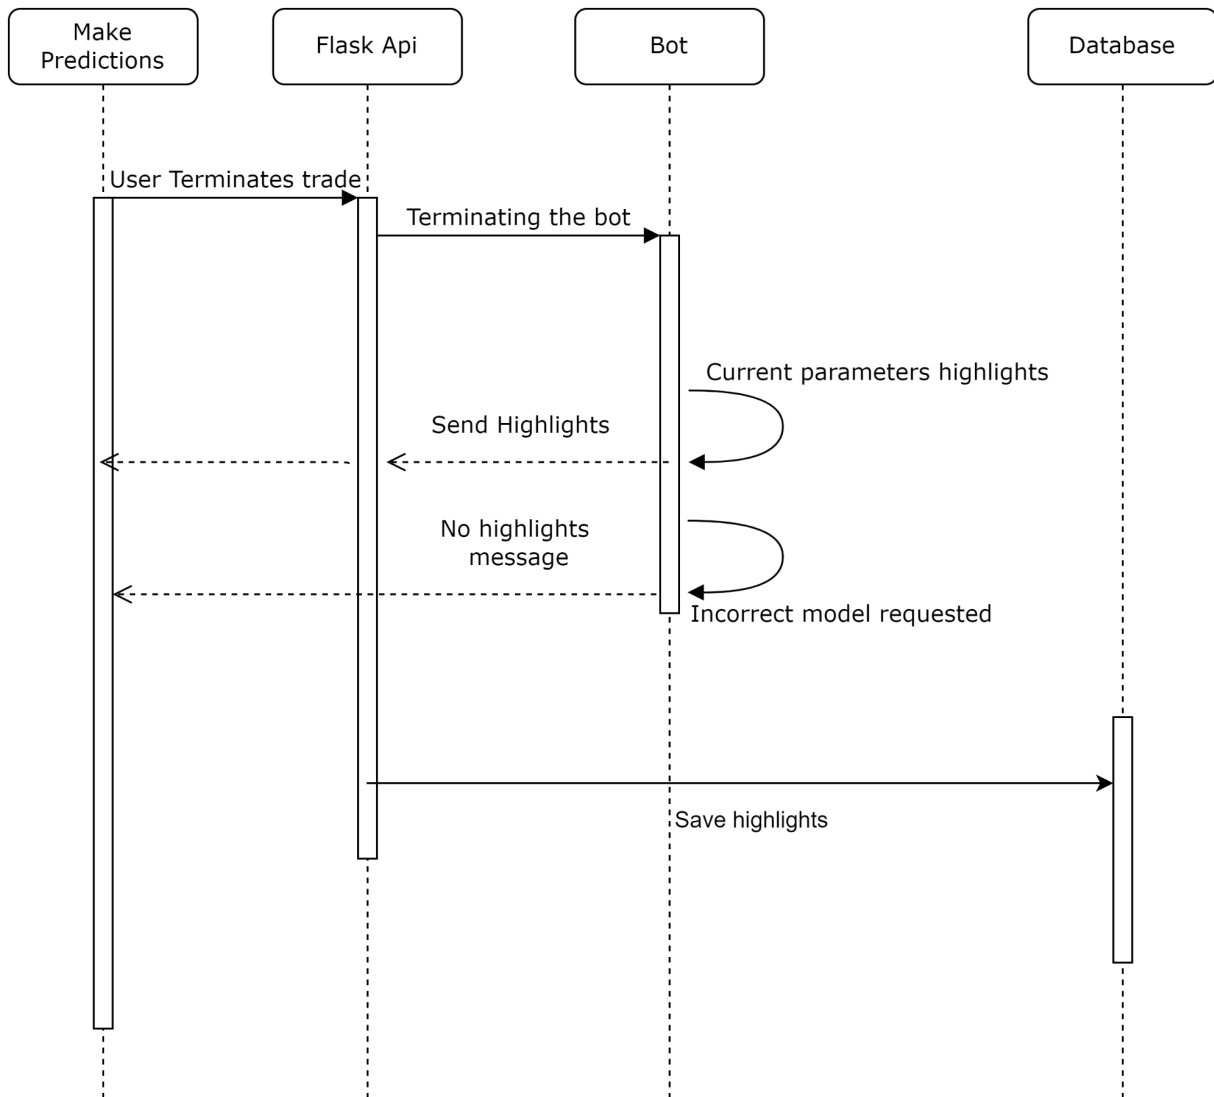 Make
Predictions
Flask Api
Bot
Database
User Terminates trade
Terminating the bot
Current parameters highlights
Send Highlights
No highlights
message
Incorrect model requested
Save highlights